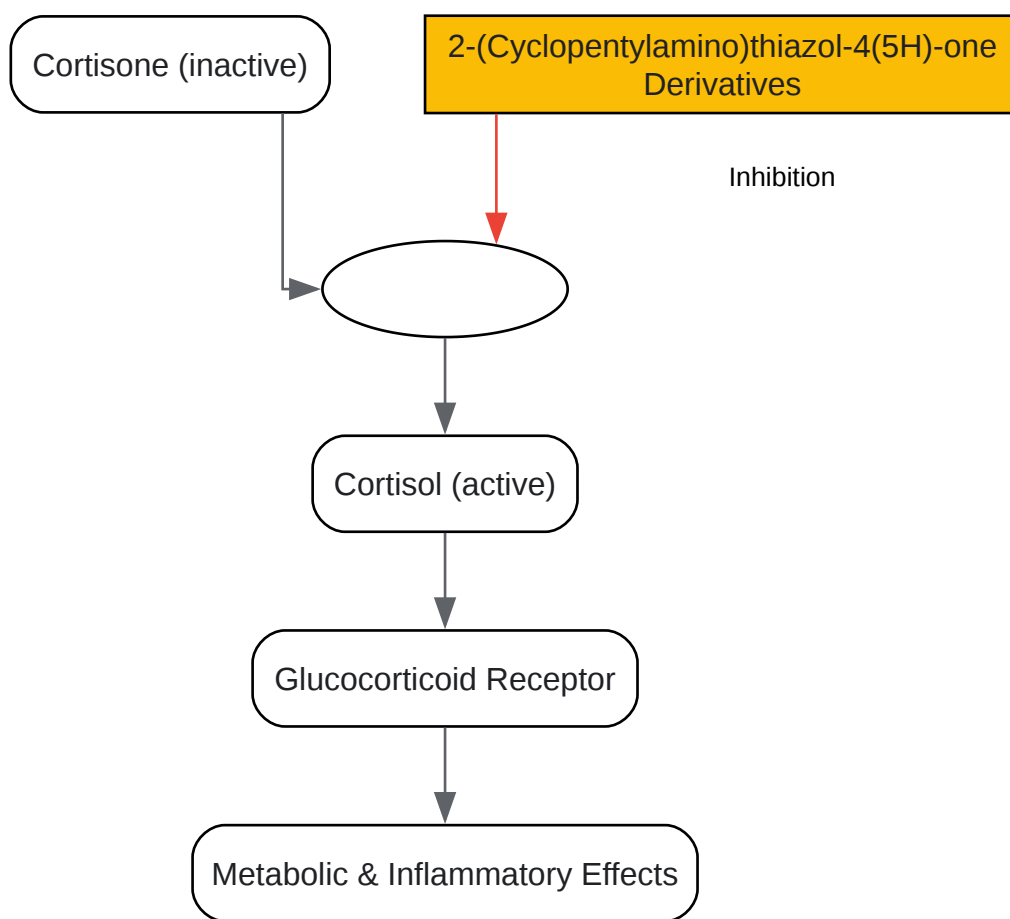 Cortisone (inactive)
2-(Cyclopentylamino)thiazol-4(5H)-one
Derivatives
Inhibition
Cortisol (active)
Glucocorticoid Receptor
Metabolic & Inflammatory Effects